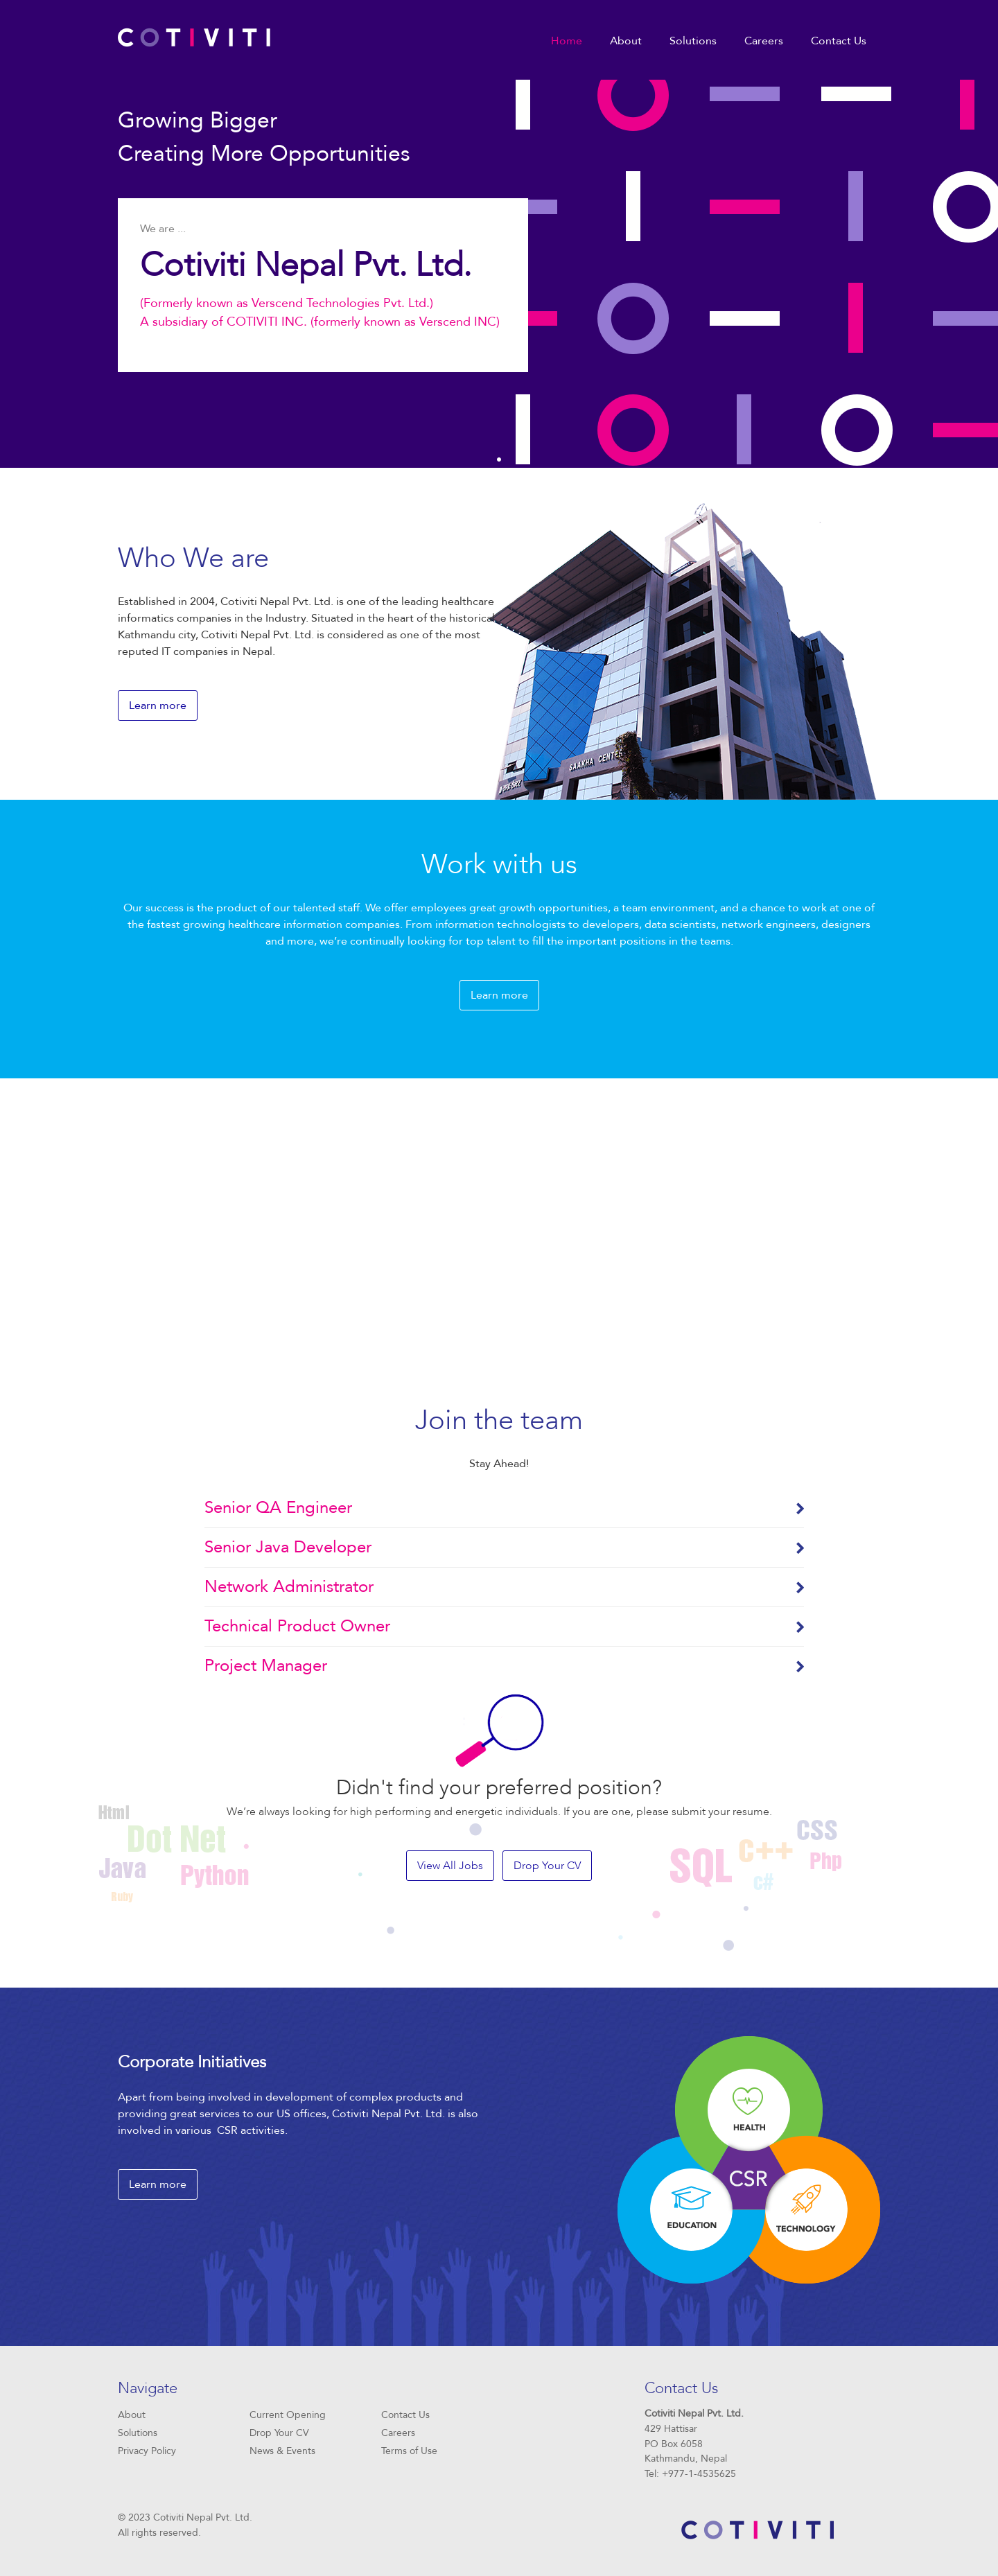 COTIVITI
Home About Solutions Careers Contact Us
Growing Bigger
Creating More Opportunities
We are ...
Cotiviti Nepal Pvt. Ltd.
(Formerly known as Verscend Technologies Pvt. Ltd.)
A subsidiary of COTIVITI INC. (formerly known as Verscend INC)
Who We are
Established in 2004, Cotiviti Nepal Pvt. Ltd. is one of the leading healthcare
informatics companies in the Industry. Situated in the heart of the historical
Kathmandu city, Cotiviti Nepal Pvt. Ltd. is considered as one of the most
reputed IT companies in Nepal.
Learn more
SAAKHA CENTER
Work with us
Our success is the product of our talented staff. We offer employees great growth opportunities, a team environment, and a chance to work at one of
the fastest growing healthcare information companies. From information technologists to developers, data scientists, network engineers, designers
and more, we’re continually looking for top talent to fill the important positions in the teams.
Learn more
Join the team
Stay Ahead!
Senior QA Engineer
Senior Java Developer
Network Administrator
Technical Product Owner
Project Manager
Didn't find your preferred position?
We’re always looking for high performing and energetic individuals. If you are one, please submit your resume.
View All Jobs
Drop Your CV
Html
Dot Net
Java
Python
Ruby
SQL
C++
CSS
Php
c#
Corporate Initiatives
Apart from being involved in development of complex products and
providing great services to our US offices, Cotiviti Nepal Pvt. Ltd. is also
involved in various CSR activities.
Learn more
HEALTH
CSR
EDUCATION
TECHNOLOGY
Navigate
About
Solutions
Privacy Policy
Current Opening
Drop Your CV
News & Events
Contact Us
Careers
Terms of Use
Contact Us
Cotiviti Nepal Pvt. Ltd.
429 Hattisar
PO Box 6058
Kathmandu, Nepal
Tel: +977-1-4535625
© 2023 Cotiviti Nepal Pvt. Ltd.
All rights reserved.
COTIVITI